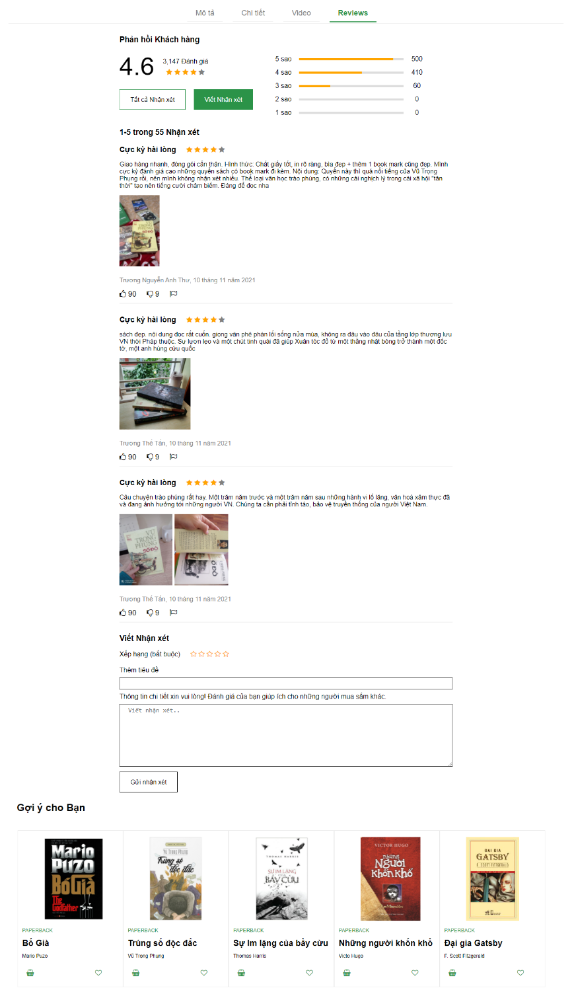 Mô tả Chi tiết Video Reviews
Phản hồi Khách hàng
4.6 3,147 Đánh giá
5 sao 500
4 sao 410
3 sao 60
2 sao 0
1 sao 0
Tất cả Nhận xét Viết Nhận xét
1-5 trong 55 Nhận xét
Cực kỳ hài lòng
Giao hàng nhanh, đóng gói cẩn thận. Hình thức: Chất giấy tốt, in rõ ràng, bìa đẹp + thêm 1 book mark cũng đẹp. Mình
cực kỳ đánh giá cao những quyển sách có book mark đi kèm. Nội dung: Quyển này thì quá nổi tiếng của Vũ Trọng
Phụng rồi, nên mình không nhận xét nhiều. Thể loại văn học trào phúng, có những cái nghịch lý trong cái xã hội "tân
thời" tạo nên tiếng cười châm biếm. Đáng để đọc nha
VŨ
TRỌNG
PHỤNG
SỐ ĐỎ
Trương Nguyễn Anh Thư, 10 tháng 11 năm 2021
90 9
Cực kỳ hài lòng
sách đẹp. nội dung đọc rất cuốn. giọng văn phê phán lối sống nửa mùa, không ra đâu vào đâu của tầng lớp thượng lưu
VN thời Pháp thuộc. Sự lươn lẹo và một chút tinh quái đã giúp Xuân tóc đỏ từ một thằng nhặt bóng trở thành một đốc
tờ, một anh hùng cứu quốc
Trương Thế Tấn, 10 tháng 11 năm 2021
90 9
Cực kỳ hài lòng
Câu chuyện trào phúng rất hay. Một trăm năm trước và một trăm năm sau những hành vi lố lăng, văn hoá xâm thực đã
và đang ảnh hưởng tới những người VN. Chúng ta cần phải tỉnh táo, bảo vệ truyền thống của người Việt Nam.
VŨ
TRỌNG
PHỤNG
SỐ ĐỎ
Trương Thế Tấn, 10 tháng 11 năm 2021
90 9
Viết Nhận xét
Xếp hạng (bắt buộc)
Thêm tiêu đề
Thông tin chi tiết xin vui lòng! Đánh giá của bạn giúp ích cho những người mua sắm khác.
Viết nhận xét..
Gửi nhận xét
Gợi ý cho Bạn
Mario
Puzo
Bố Già
The
Godfather
Vũ Trọng Phụng
Trúng số
độc đắc
THOMAS HARRIS
SỰ IM LẶNG
CỦA
BẦY CỪU
VICTOR HUGO
Những
Người
khốn khổ
Les Misérables
ĐẠI GIA
GATSBY
F. SCOTT FITZGERALD
PAPERBACK PAPERBACK PAPERBACK PAPERBACK PAPERBACK
Bố Già Trúng số độc đắc Sự Im lặng của bầy cừu Những người khốn khổ Đại gia Gatsby
Mario Puzo Vũ Trọng Phụng Thomas Harris Victo Hugo F. Scott Fitzgerald